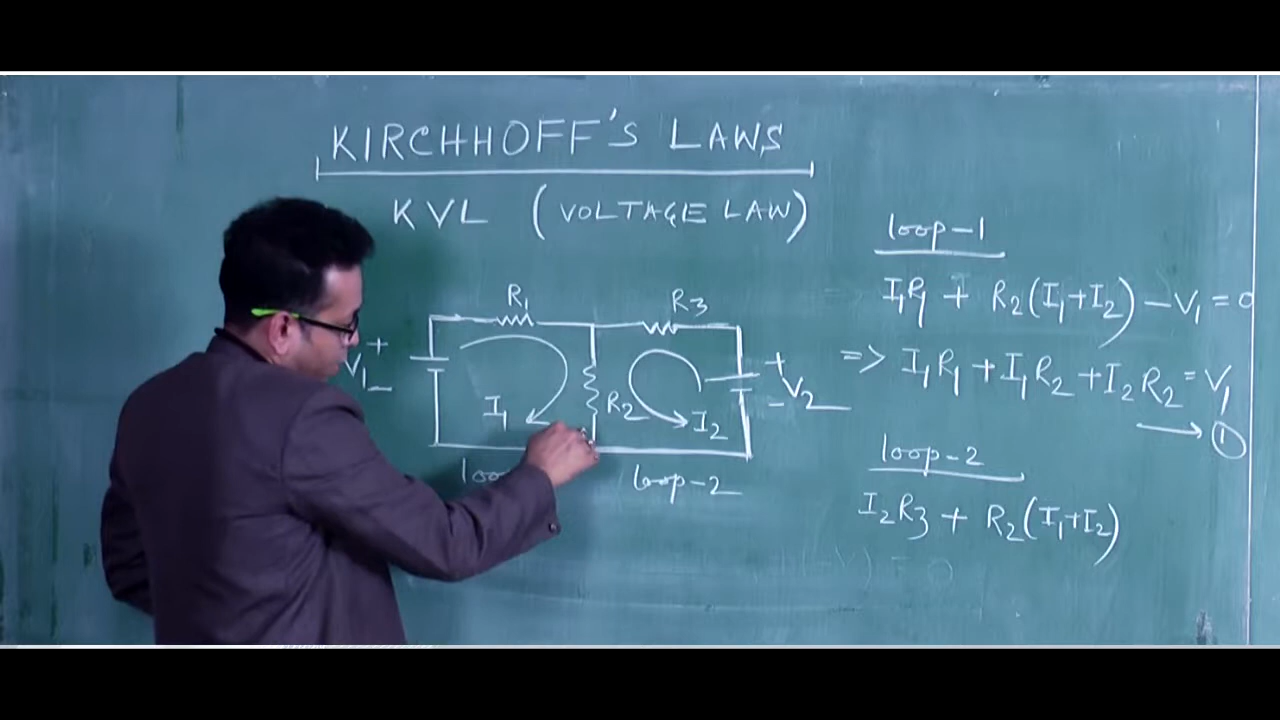 KIRCHHOFF'S LAWS
KVL (VOLTAGE LAW)
R₁
R₃
V₁
+
−
I₁
R₂
I₂
+
−
V₂
loop-2
loop-1
I₁R₁ + R₂(I₁+I₂) − V₁ = 0
=> I₁R₁ + I₁R₂ + I₂R₂ = V₁
→ ①
loop-2
I₂R₃ + R₂(I₁+I₂)